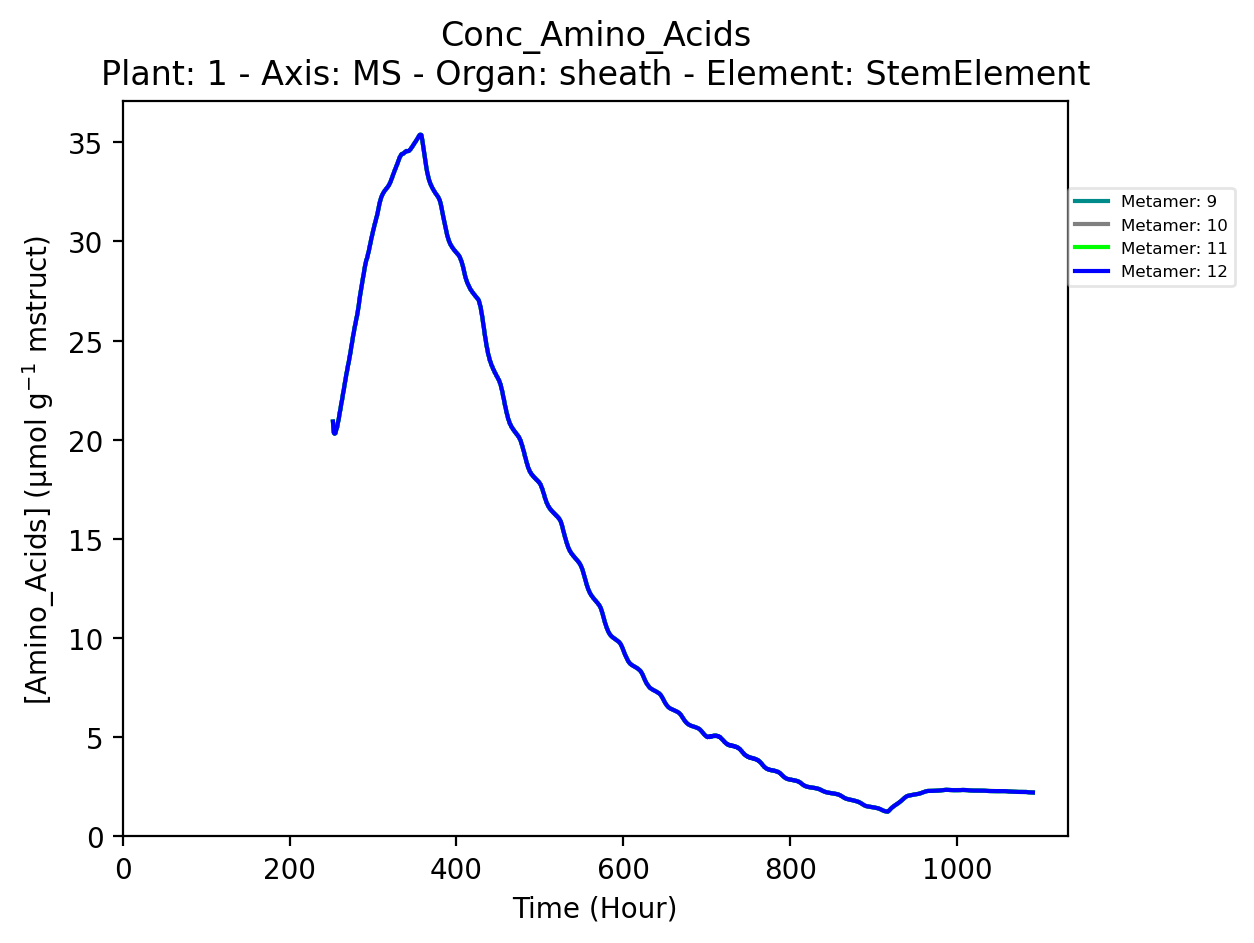 Conc_Amino_Acids
Plant: 1 - Axis: MS - Organ: sheath - Element: StemElement
35
30
25
20
15
10
5
0
[Amino_Acids] (µmol g⁻¹ mstruct)
0 200 400 600 800 1000
Time (Hour)
Metamer: 9
Metamer: 10
Metamer: 11
Metamer: 12